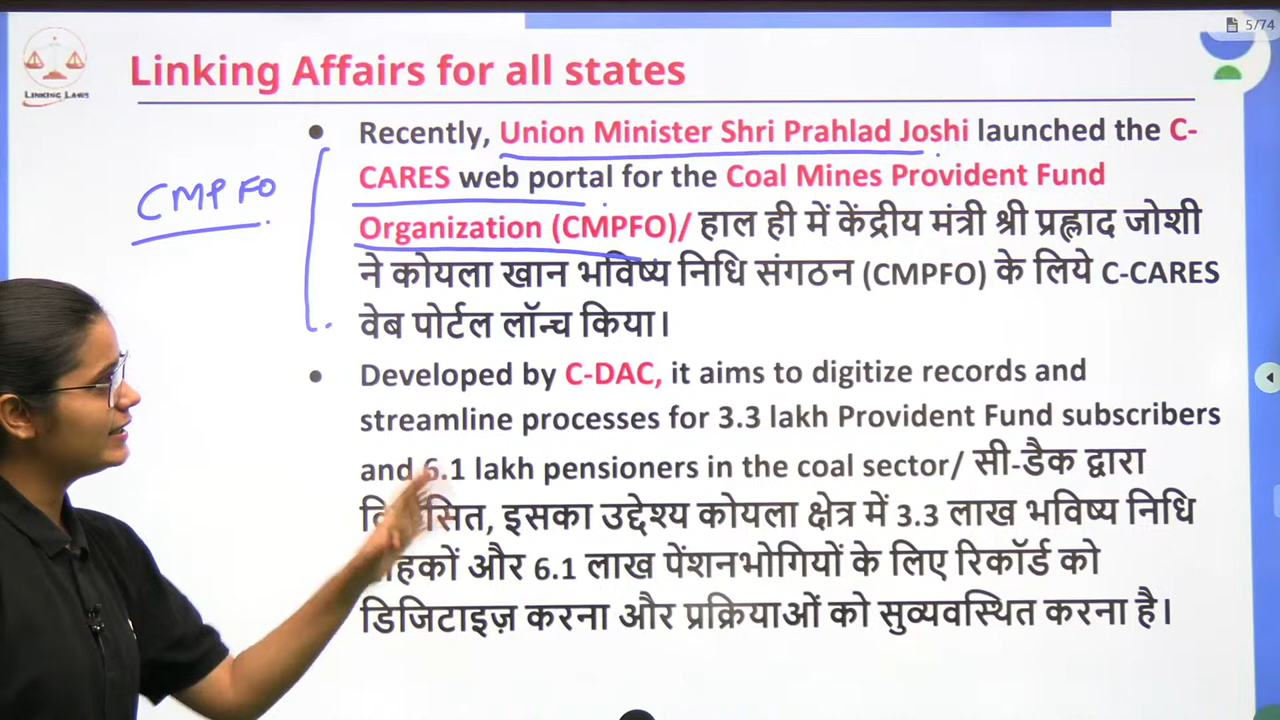 5/74
Linking Affairs for all states
LINKING LAWS
• Recently, Union Minister Shri Prahlad Joshi launched the C-
CARES web portal for the Coal Mines Provident Fund
CMPFO
Organization (CMPFO)/ हाल ही में केंद्रीय मंत्री श्री प्रह्लाद जोशी
ने कोयला खान भविष्य निधि संगठन (CMPFO) के लिये C-CARES
वेब पोर्टल लॉन्च किया।
• Developed by C-DAC, it aims to digitize records and
streamline processes for 3.3 lakh Provident Fund subscribers
and 6.1 lakh pensioners in the coal sector/ सी-डैक द्वारा
इसका उद्देश्य कोयला क्षेत्र में 3.3 लाख भविष्य निधि
और 6.1 लाख पेंशनभोगियों के लिए रिकॉर्ड को
डिजिटाइज़ करना और प्रक्रियाओं को सुव्यवस्थित करना है।